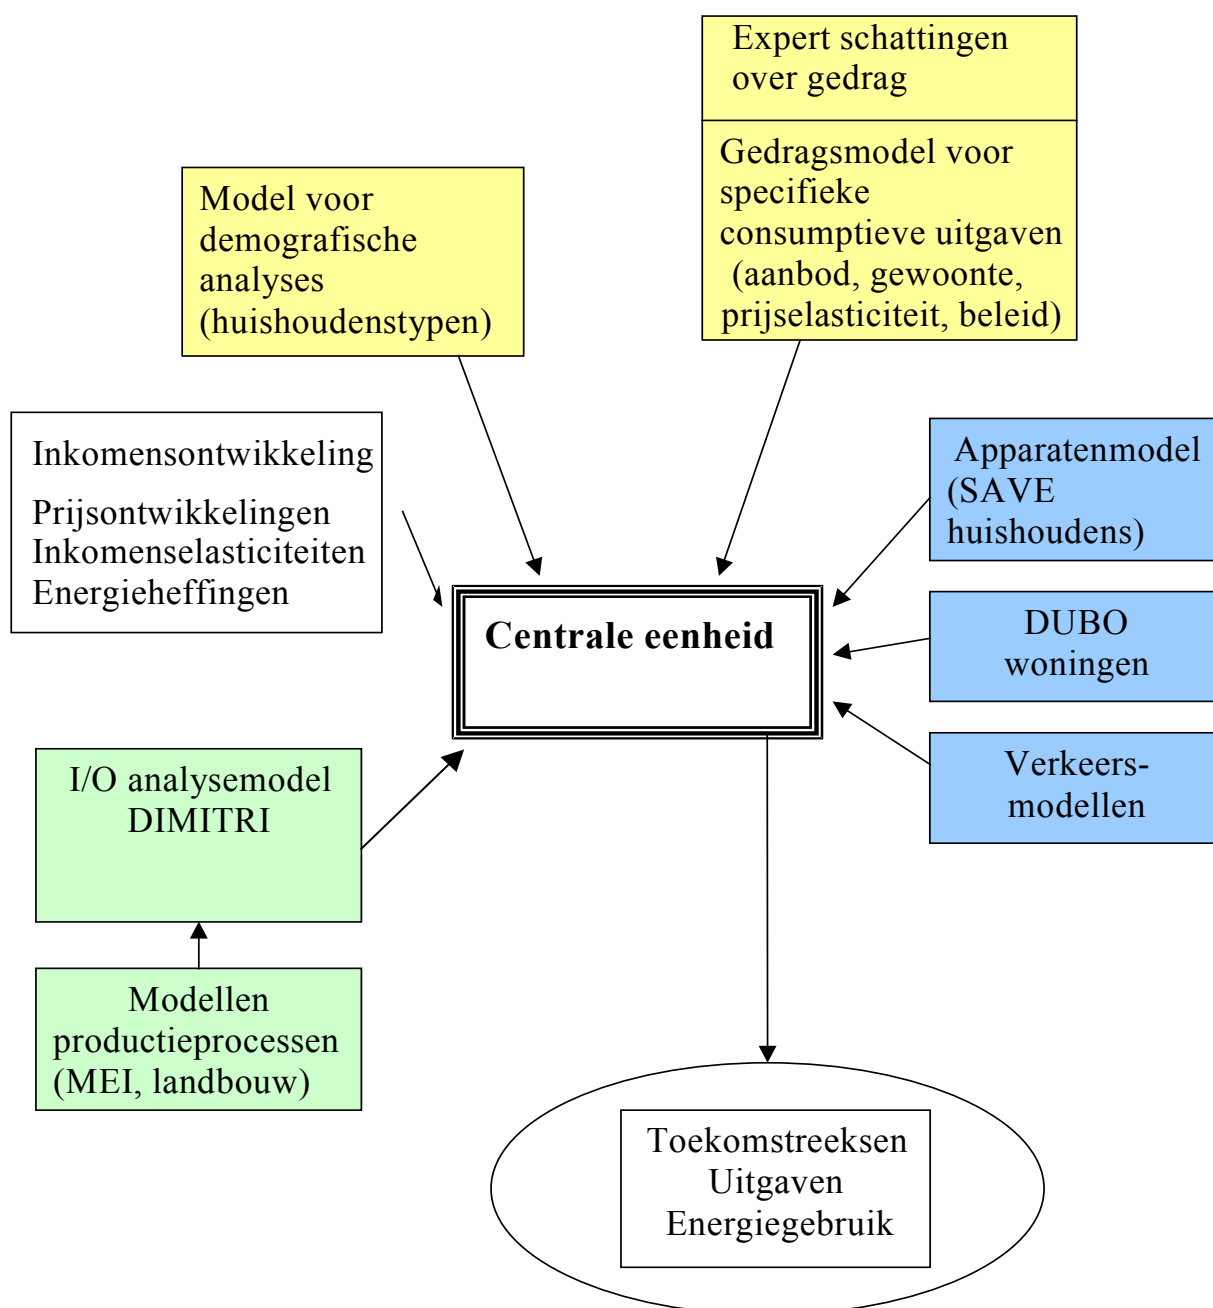 Expert schattingen
over gedrag
Gedragsmodel voor
specifieke
consumptieve uitgaven
(aanbod, gewoonte,
prijselasticiteit, beleid)
Model voor
demografische
analyses
(huishoudenstypen)
Inkomensontwikkeling
Prijsontwikkelingen
Inkomenselasticiteiten
Energieheffingen
Apparatenmodel
(SAVE
huishoudens)
Centrale eenheid
DUBO
woningen
Verkeers-
modellen
I/O analysemodel
DIMITRI
Modellen
productieprocessen
(MEI, landbouw)
Toekomstreeksen
Uitgaven
Energiegebruik